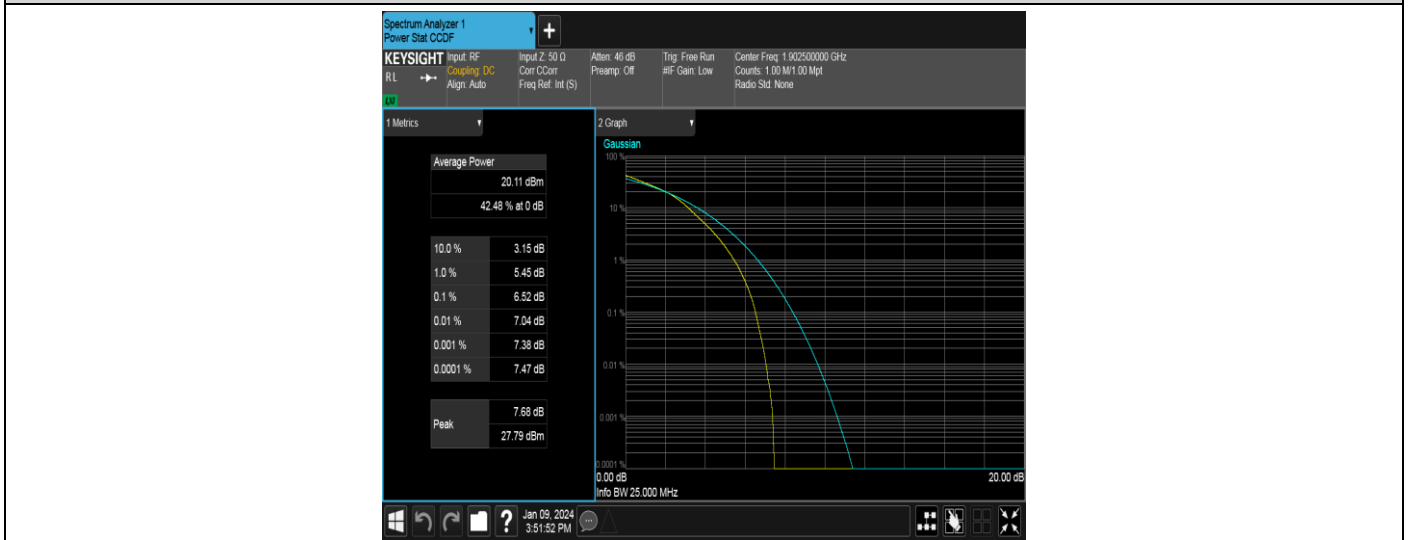 Spectrum Analyzer 1
Power Stat CCDF
+
KEYSIGHT
RL
Input: RF
Coupling: DC
Align: Auto
Input Z: 50 Ω
Corr CCorr
Freq Ref: Int (S)
Atten: 46 dB
Preamp: Off
Trig: Free Run
#IF Gain: Low
Center Freq: 1.902500000 GHz
Counts: 1.00 M/1.00 Mpt
Radio Std: None
1 Metrics
Average Power
20.11 dBm
42.48 % at 0 dB
10.0 % 3.15 dB
1.0 % 5.45 dB
0.1 % 6.52 dB
0.01 % 7.04 dB
0.001 % 7.38 dB
0.0001 % 7.47 dB
Peak
7.68 dB
27.79 dBm
2 Graph
Gaussian
100 %
10 %
1 %
0.1 %
0.01 %
0.001 %
0.0001 %
0.00 dB 20.00 dB
Info BW 25.000 MHz
?
Jan 09, 2024
3:51:52 PM